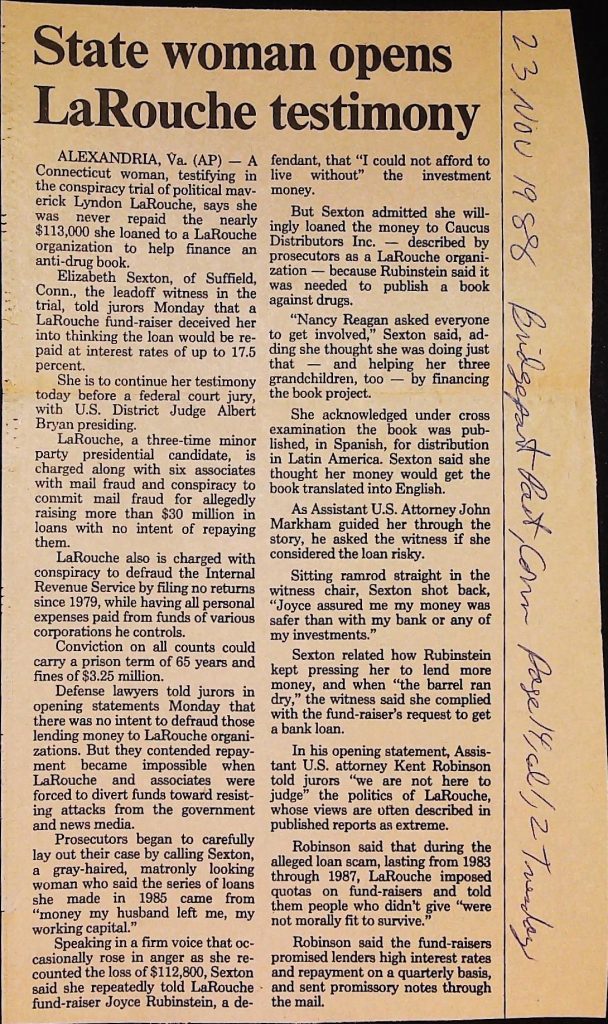 State woman opens
LaRouche testimony
ALEXANDRIA, Va. (AP) — A
Connecticut woman, testifying in
the conspiracy trial of political mav-
erick Lyndon LaRouche, says she
was never repaid the nearly
$113,000 she loaned to a LaRouche
organization to help finance an
anti-drug book.
Elizabeth Sexton, of Suffield,
Conn., the leadoff witness in the
trial, told jurors Monday that a
LaRouche fund-raiser deceived her
into thinking the loan would be re-
paid at interest rates of up to 17.5
percent.
She is to continue her testimony
today before a federal court jury,
with U.S. District Judge Albert
Bryan presiding.
LaRouche, a three-time minor
party presidential candidate, is
charged along with six associates
with mail fraud and conspiracy to
commit mail fraud for allegedly
raising more than $30 million in
loans with no intent of repaying
them.
LaRouche also is charged with
conspiracy to defraud the Internal
Revenue Service by filing no returns
since 1979, while having all personal
expenses paid from funds of various
corporations he controls.
Conviction on all counts could
carry a prison term of 65 years and
fines of $3.25 million.
Defense lawyers told jurors in
opening statements Monday that
there was no intent to defraud those
lending money to LaRouche organi-
zations. But they contended repay-
ment became impossible when
LaRouche and associates were
forced to divert funds toward resist-
ing attacks from the government
and news media.
Prosecutors began to carefully
lay out their case by calling Sexton,
a gray-haired, matronly looking
woman who said the series of loans
she made in 1985 came from
“money my husband left me, my
working capital.”
Speaking in a firm voice that oc-
casionally rose in anger as she re-
counted the loss of $112,800, Sexton
said she repeatedly told LaRouche
fund-raiser Joyce Rubinstein, a de-
fendant, that “I could not afford to
live without” the investment
money.
But Sexton admitted she will-
ingly loaned the money to Caucus
Distributors Inc. — described by
prosecutors as a LaRouche organi-
zation — because Rubinstein said it
was needed to publish a book
against drugs.
“Nancy Reagan asked everyone
to get involved,” Sexton said, ad-
ding she thought she was doing just
that — and helping her three
grandchildren, too — by financing
the book project.
She acknowledged under cross
examination the book was pub-
lished, in Spanish, for distribution
in Latin America. Sexton said she
thought her money would get the
book translated into English.
As Assistant U.S. Attorney John
Markham guided her through the
story, he asked the witness if she
considered the loan risky.
Sitting ramrod straight in the
witness chair, Sexton shot back,
“Joyce assured me my money was
safer than with my bank or any of
my investments.”
Sexton related how Rubinstein
kept pressing her to lend more
money, and when “the barrel ran
dry,” the witness said she complied
with the fund-raiser’s request to get
a bank loan.
In his opening statement, Assis-
tant U.S. attorney Kent Robinson
told jurors “we are not here to
judge” the politics of LaRouche,
whose views are often described in
published reports as extreme.
Robinson said that during the
alleged loan scam, lasting from 1983
through 1987, LaRouche imposed
quotas on fund-raisers and told
them people who didn’t give “were
not morally fit to survive.”
Robinson said the fund-raisers
promised lenders high interest rates
and repayment on a quarterly basis,
and sent promissory notes through
the mail.
23 Nov 1988 Bridgeport Post, Conn Page 14, col 1, 2 Tuesday